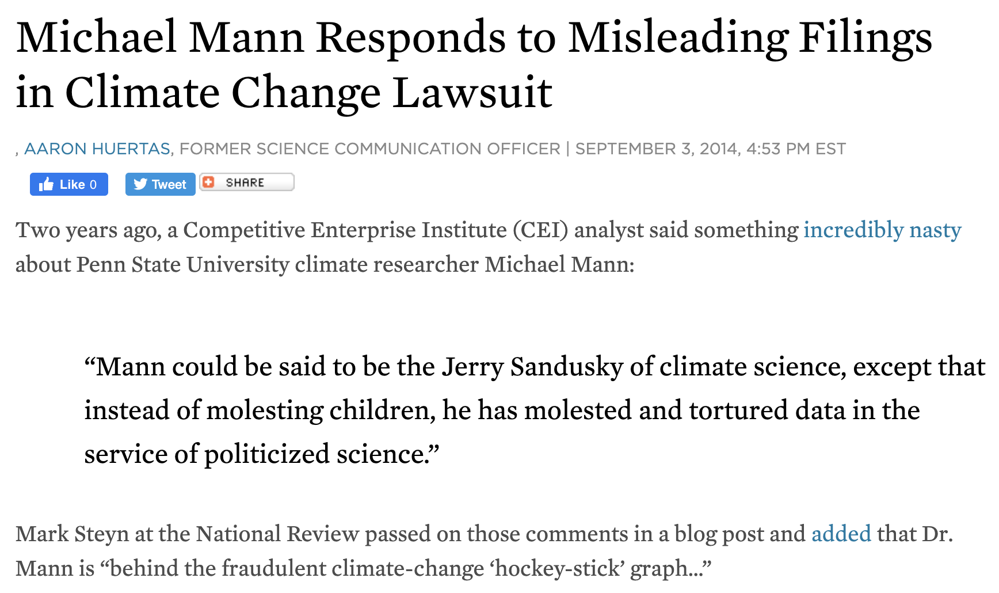 Michael Mann Responds to Misleading Filings
in Climate Change Lawsuit
, AARON HUERTAS, FORMER SCIENCE COMMUNICATION OFFICER | SEPTEMBER 3, 2014, 4:53 PM EST
Like 0 Tweet SHARE
Two years ago, a Competitive Enterprise Institute (CEI) analyst said something incredibly nasty
about Penn State University climate researcher Michael Mann:
“Mann could be said to be the Jerry Sandusky of climate science, except that
instead of molesting children, he has molested and tortured data in the
service of politicized science.”
Mark Steyn at the National Review passed on those comments in a blog post and added that Dr.
Mann is “behind the fraudulent climate-change ‘hockey-stick’ graph…”